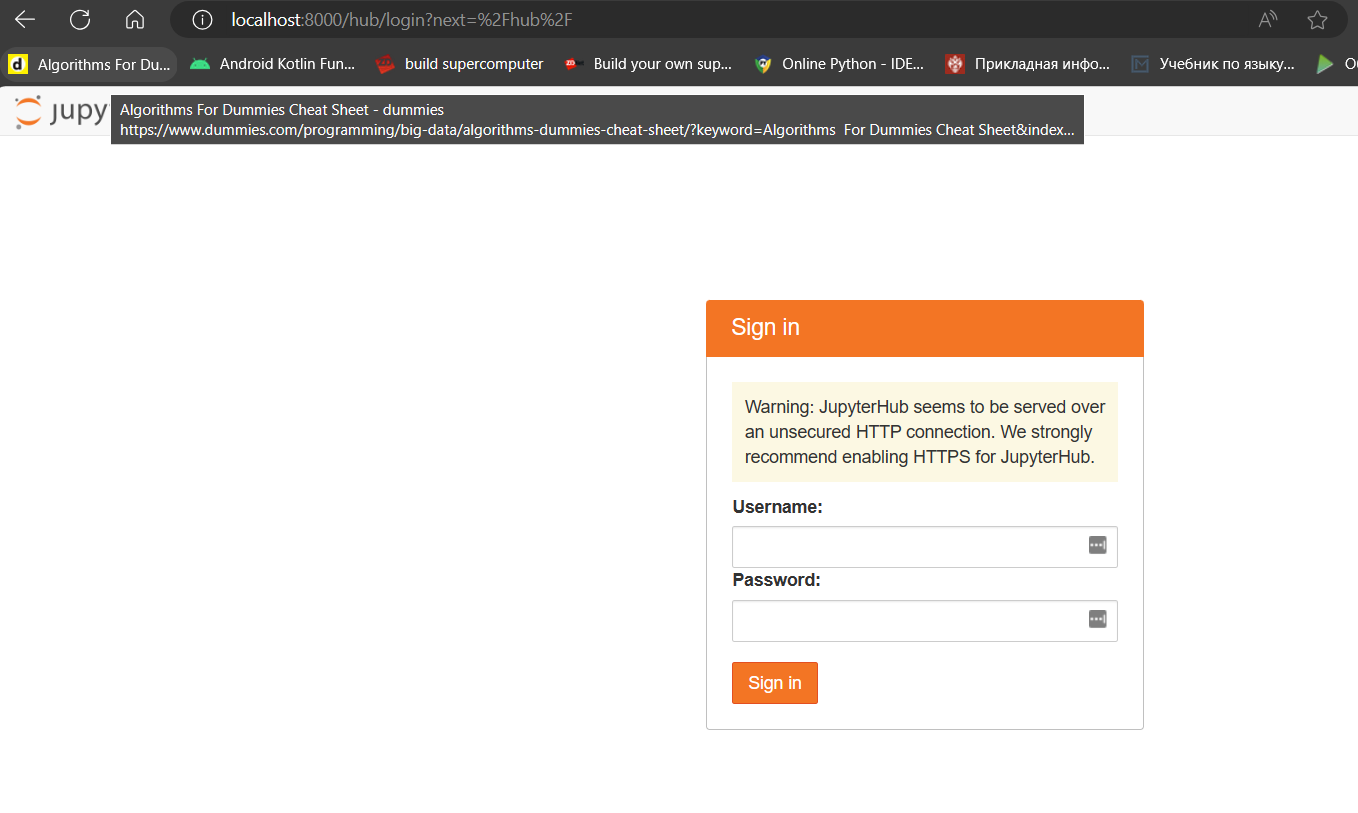 localhost:8000/hub/login?next=%2Fhub%2F
Algorithms For Du... Android Kotlin Fun... build supercomputer Build your own sup... Online Python - IDE... Прикладная инфо... Учебник по языку...
jupy
Algorithms For Dummies Cheat Sheet - dummies
https://www.dummies.com/programming/big-data/algorithms-dummies-cheat-sheet/?keyword=Algorithms For Dummies Cheat Sheet&index...
Sign in
Warning: JupyterHub seems to be served over
an unsecured HTTP connection. We strongly
recommend enabling HTTPS for JupyterHub.
Username:
Password:
Sign in